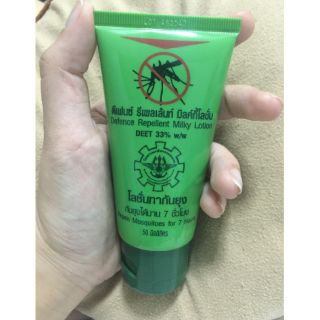 ดีเฟนซ์ รีเพลเล้นท์ มิลค์กี้โลชั่น
Defence Repellent Milky Lotion
DEET 33% w/w
โลชั่นทากันยุง
กันยุงได้นาน 7 ชั่วโมง
Repels Mosquitoes for 7 Hours
50 มิลลิลิตร